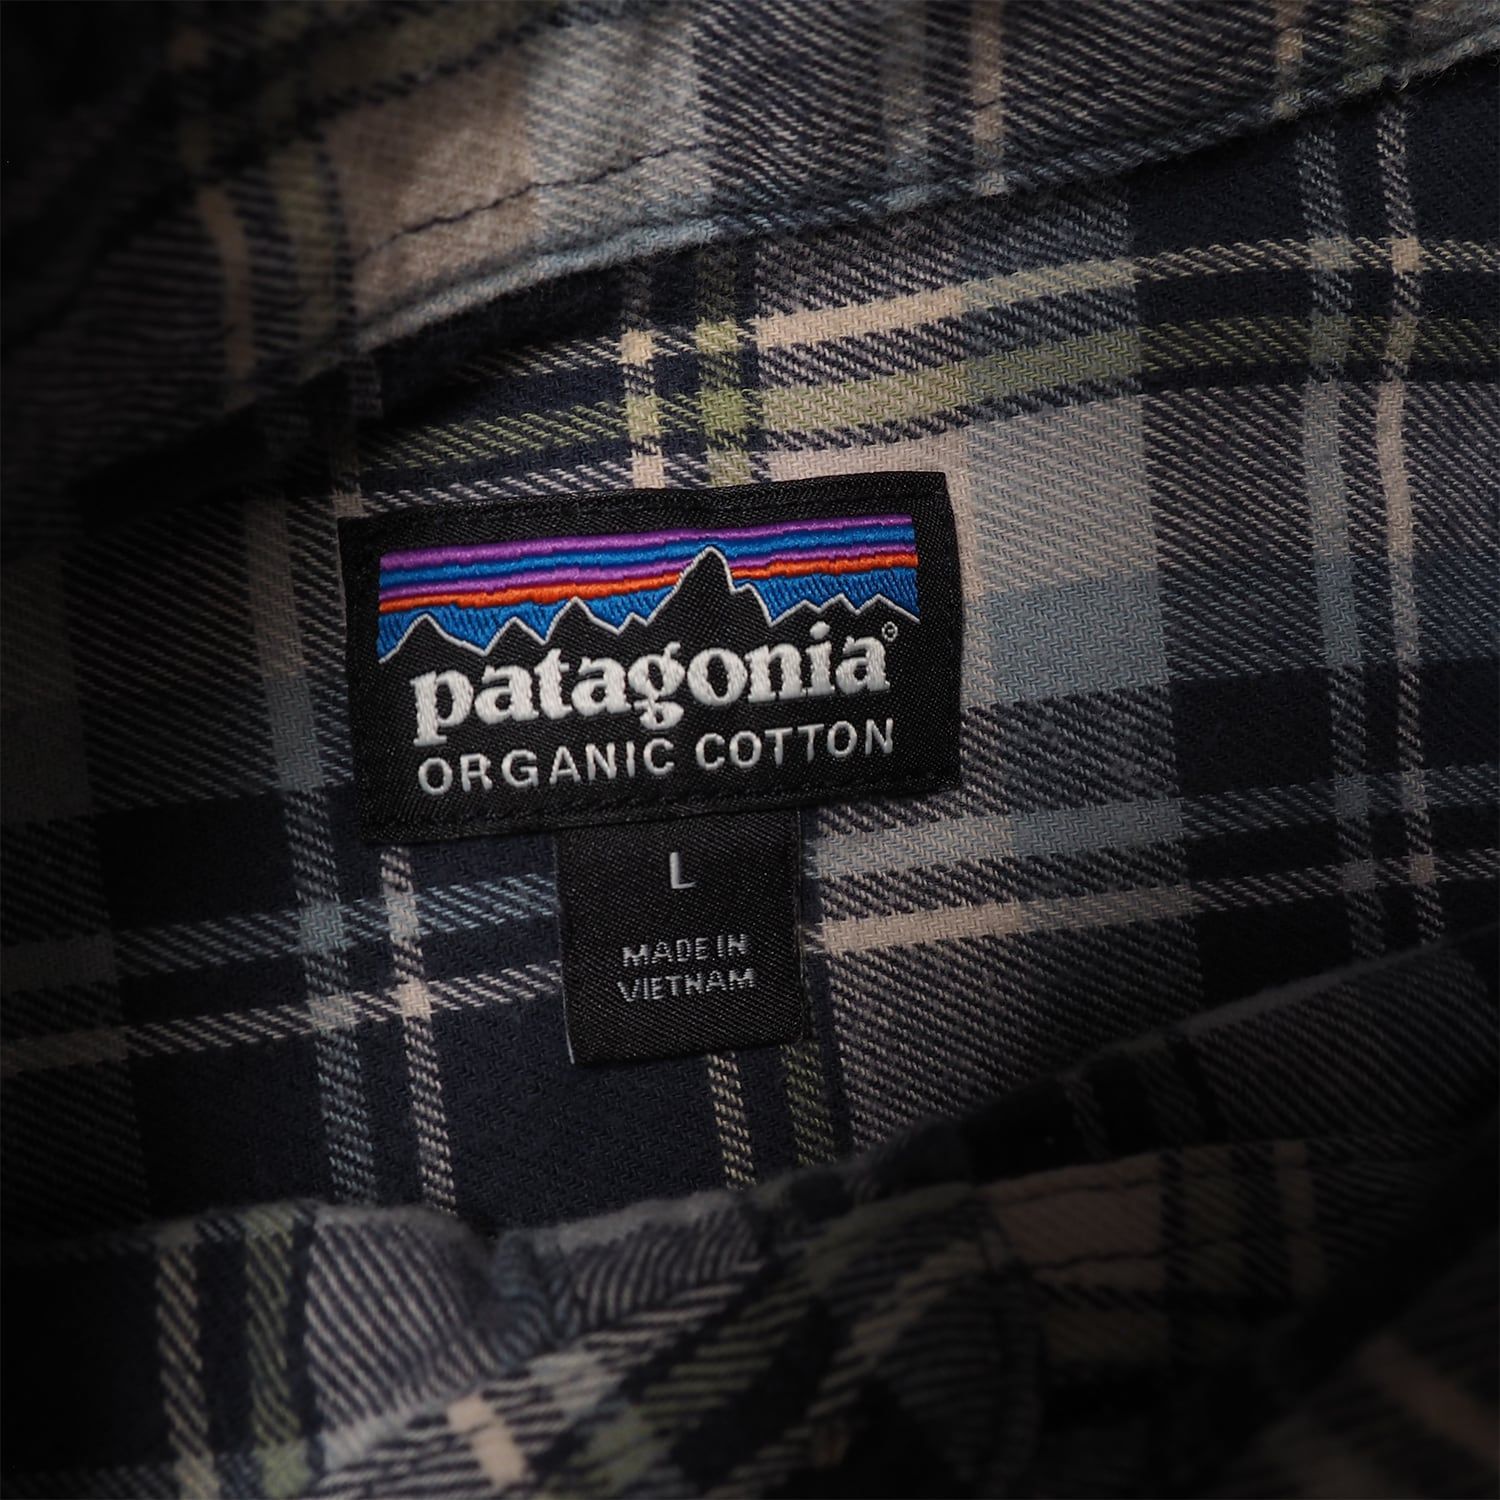 patagonia®
ORGANIC COTTON
L
MADE IN
VIETNAM